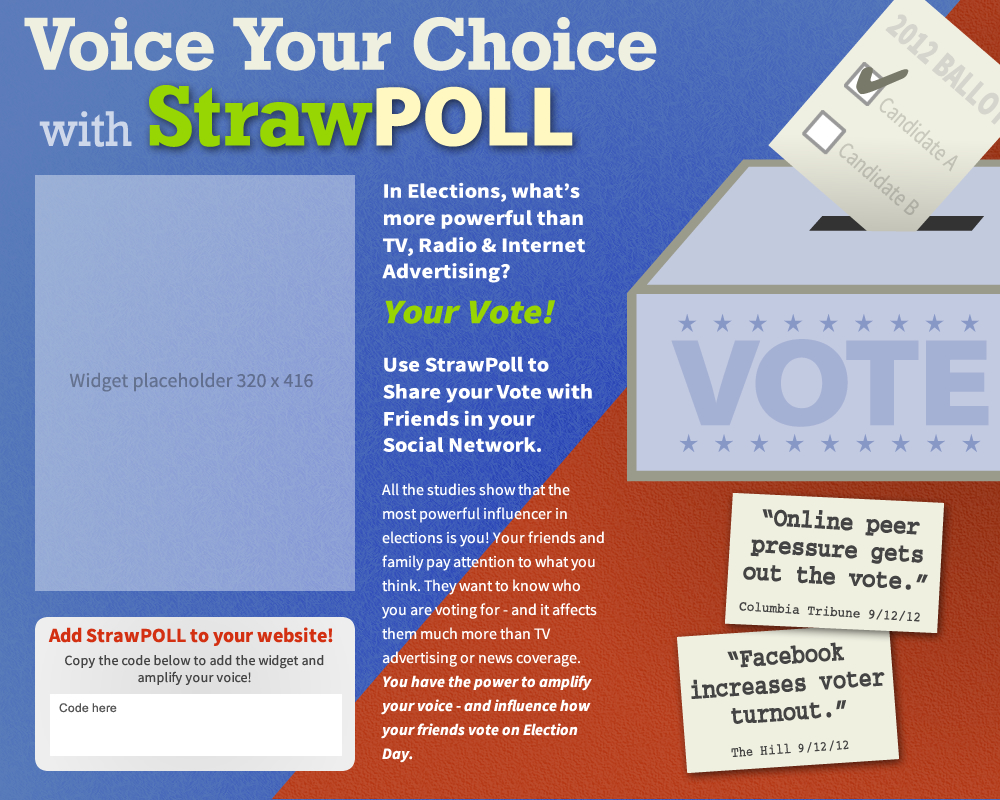 Voice Your Choice
with StrawPOLL
Widget placeholder 320 x 416
Add StrawPOLL to your website!
Copy the code below to add the widget and
amplify your voice!
Code here
In Elections, what’s
more powerful than
TV, Radio & Internet
Advertising?
Your Vote!
Use StrawPoll to
Share your Vote with
Friends in your
Social Network.
All the studies show that the
most powerful influencer in
elections is you! Your friends and
family pay attention to what you
think. They want to know who
you are voting for - and it affects
them much more than TV
advertising or news coverage.
You have the power to amplify
your voice - and influence how
your friends vote on Election
Day.
2012 BALLOT
Candidate A
Candidate B
VOTE
“Online peer
pressure gets
out the vote.”
Columbia Tribune 9/12/12
“Facebook
increases voter
turnout.”
The Hill 9/12/12